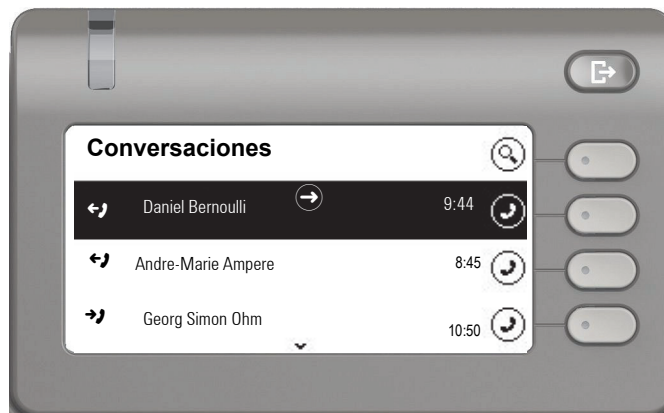 Conversaciones
Daniel Bernoulli 9:44
Andre-Marie Ampere 8:45
Georg Simon Ohm 10:50